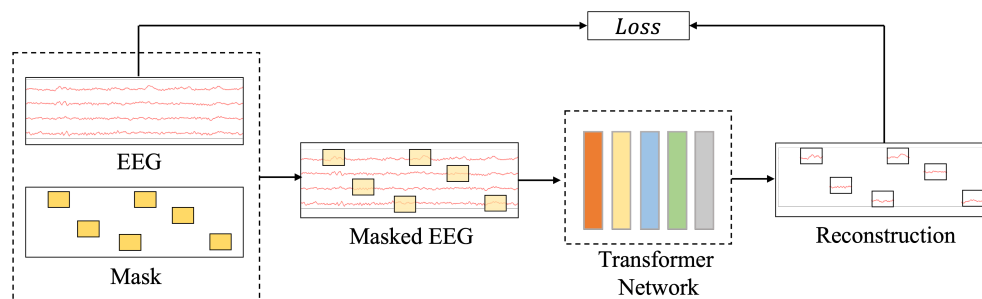 Loss
EEG
Mask
Masked EEG
Transformer
Network
Reconstruction